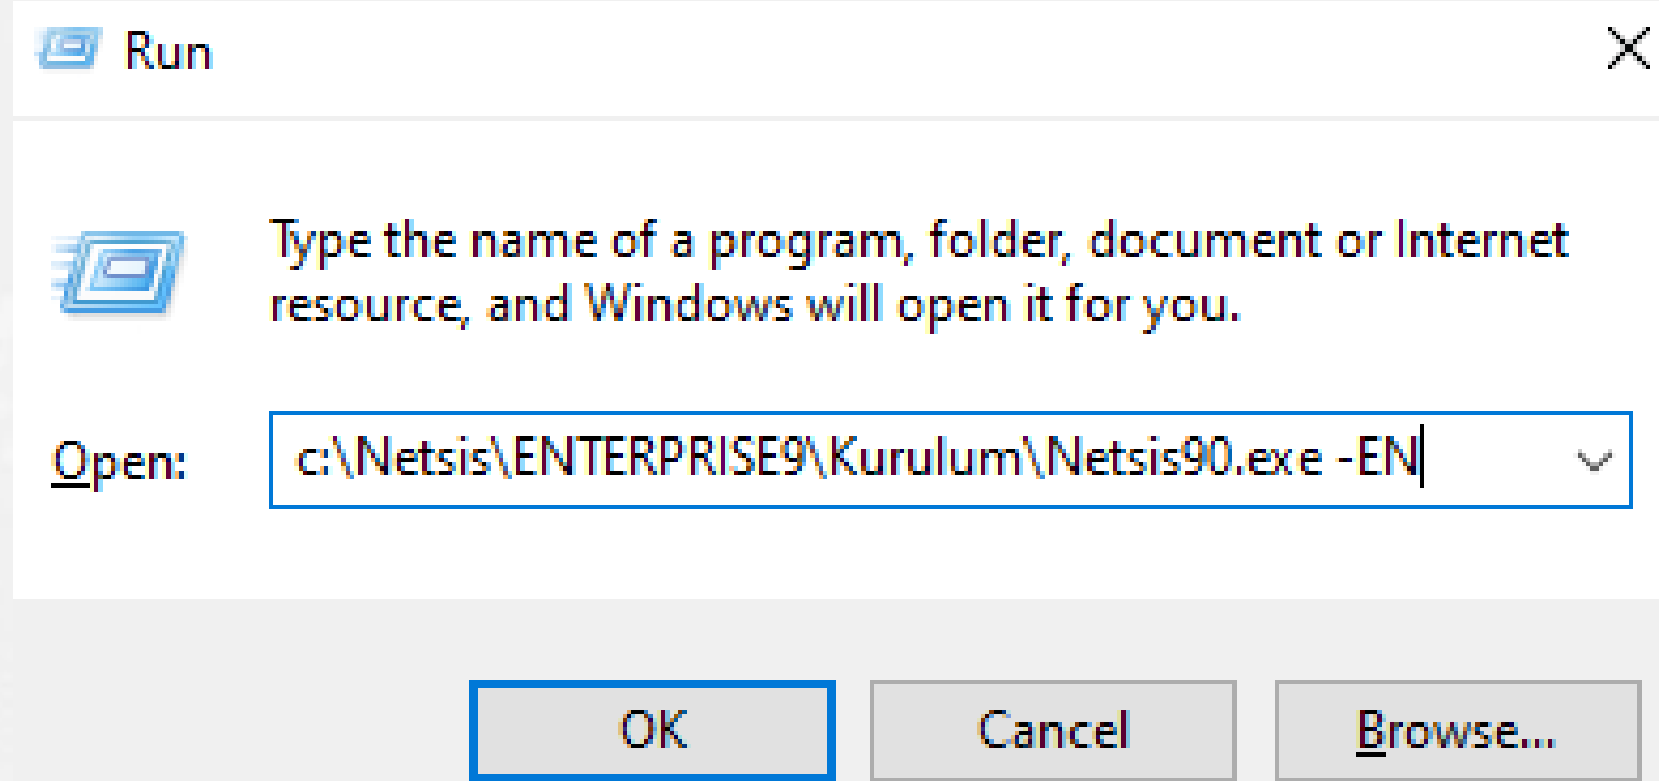 Run
Type the name of a program, folder, document or Internet
resource, and Windows will open it for you.
Open: c:\Netsis\ENTERPRISE9\Kurulum\Netsis90.exe -EN
OK Cancel Browse...